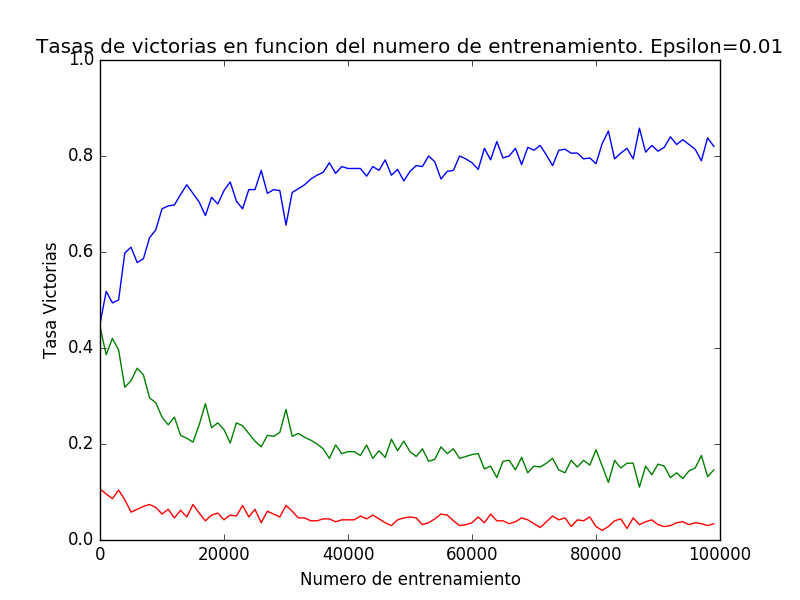 Tasas de victorias en funcion del numero de entrenamiento. Epsilon=0.01
1.0
0.8
0.6
0.4
0.2
0.0
Tasa Victorias
0 20000 40000 60000 80000 100000
Numero de entrenamiento